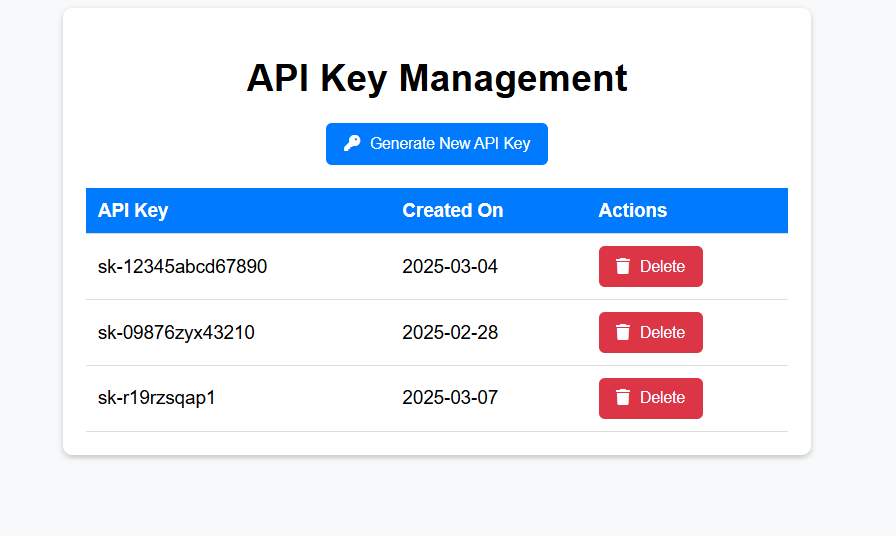 API Key Management
Generate New API Key
API Key Created On Actions
sk-12345abcd67890 2025-03-04 Delete
sk-09876zyx43210 2025-02-28 Delete
sk-r19rzsqap1 2025-03-07 Delete